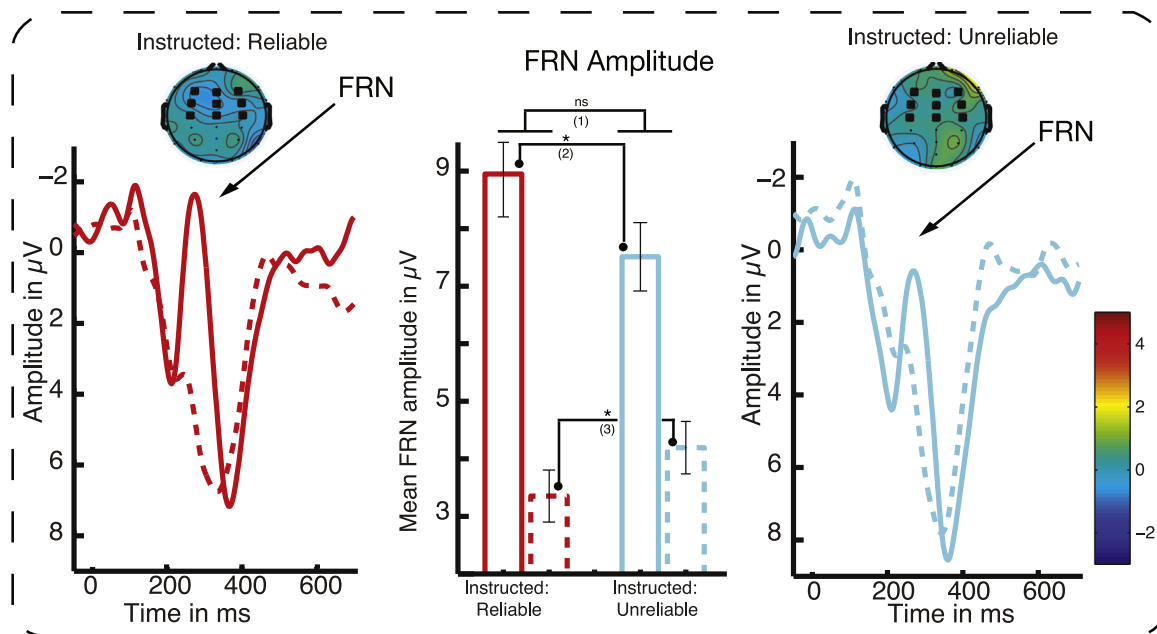 Instructed: Reliable
FRN
−2
0
2
4
6
8
Amplitude in µV
0
200
400
600
Time in ms
FRN Amplitude
ns
(1)
*
(2)
*
(3)
9
7
5
3
Mean FRN amplitude in µV
Instructed:
Reliable
Instructed:
Unreliable
Instructed: Unreliable
FRN
−2
0
2
4
6
8
Amplitude in µV
0
200
400
600
Time in ms
4
2
0
−2